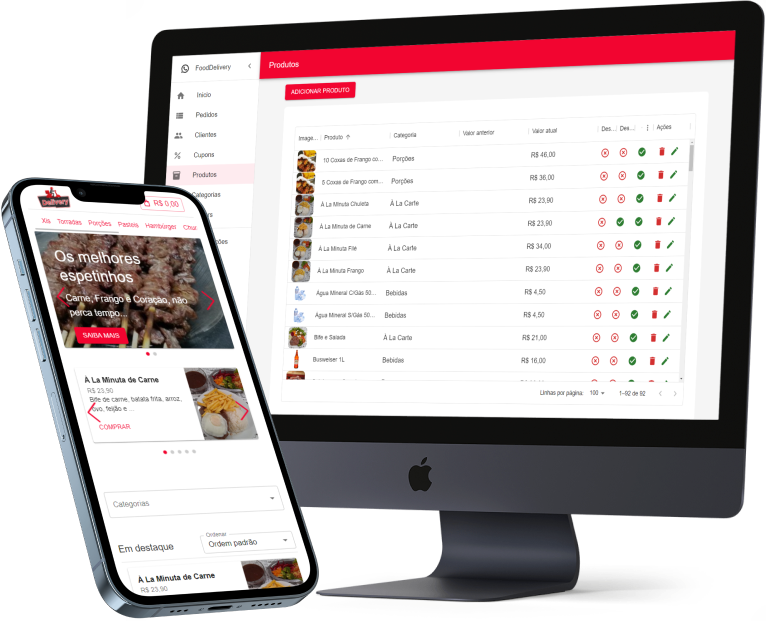 FoodDelivery
Inicio
Pedidos
Clientes
Cupons
Produtos
Categorias
Produtos
ADICIONAR PRODUTO
Image... Produto Categoria Valor anterior Valor atual Des... Des... Ações
10 Coxas de Frango co... Porções R$ 46,00
5 Coxas de Frango com... Porções R$ 36,00
À La Minuta Chuleta À La Carte R$ 23,90
À La Minuta de Carne À La Carte R$ 23,90
À La Minuta Filé À La Carte R$ 34,00
À La Minuta Frango À La Carte R$ 23,90
Água Mineral C/Gás 50... Bebidas R$ 4,50
Água Mineral S/Gás 50... Bebidas R$ 4,50
Bife e Salada À La Carte R$ 21,00
Busweiser 1L Bebidas R$ 16,00
Linhas por página: 100 1–92 de 92
Delivery
R$ 0,00
Xis Torradas Porções Pasteis Hamburger
Os melhores
espetinhos
Carne, Frango e Coração, não
perca tempo...
SAIBA MAIS
À La Minuta de Carne
R$ 23,90
Bife de carne, batata frita, arroz,
ovo, feijão e ...
COMPRAR
Categorias
Em destaque
Ordenar
Ordem padrão
À La Minuta de Carne
R$ 23,90